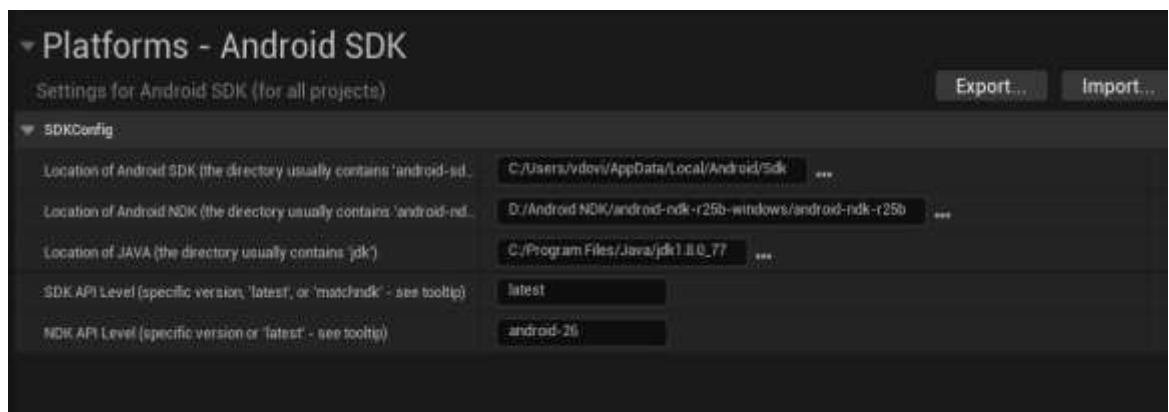 Platforms - Android SDK
Settings for Android SDK (for all projects)
Export...
Import...
SDKConfig
Location of Android SDK (the directory usually contains 'android-sd..
C:/Users/vdovi/AppData/Local/Android/Sdk
Location of Android NDK (the directory usually contains 'android-nd..
D:/Android NDK/android-ndk-r25b-windows/android-ndk-r25b
Location of JAVA (the directory usually contains 'jdk')
C:/Program Files/Java/jdk1.8.0_77
SDK API Level (specific version, 'latest', or 'matchndk' - see tooltip)
latest
NDK API Level (specific version or 'latest' - see tooltip)
android-26